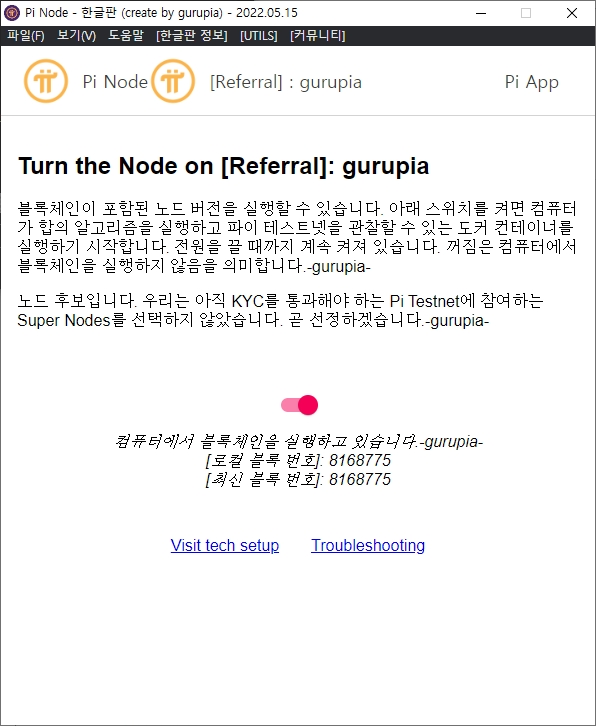 Pi Node - 한글판 (create by gurupia) - 2022.05.15
파일(F) 보기(V) 도움말 [한글판 정보] [UTILS] [커뮤니티]
Pi Node [Referral] : gurupia Pi App
Turn the Node on [Referral]: gurupia
블록체인이 포함된 노드 버전을 실행할 수 있습니다. 아래 스위치를 켜면 컴퓨터
가 합의 알고리즘을 실행하고 파이 테스트넷을 관찰할 수 있는 도커 컨테이너를
실행하기 시작합니다. 전원을 끌 때까지 계속 켜져 있습니다. 꺼짐은 컴퓨터에서
블록체인을 실행하지 않음을 의미합니다.-gurupia-
노드 후보입니다. 우리는 아직 KYC를 통과해야 하는 Pi Testnet에 참여하는
Super Nodes를 선택하지 않았습니다. 곧 선정하겠습니다.-gurupia-
컴퓨터에서 블록체인을 실행하고 있습니다.-gurupia-
[로컬 블록 번호]: 8168775
[최신 블록 번호]: 8168775
Visit tech setup Troubleshooting